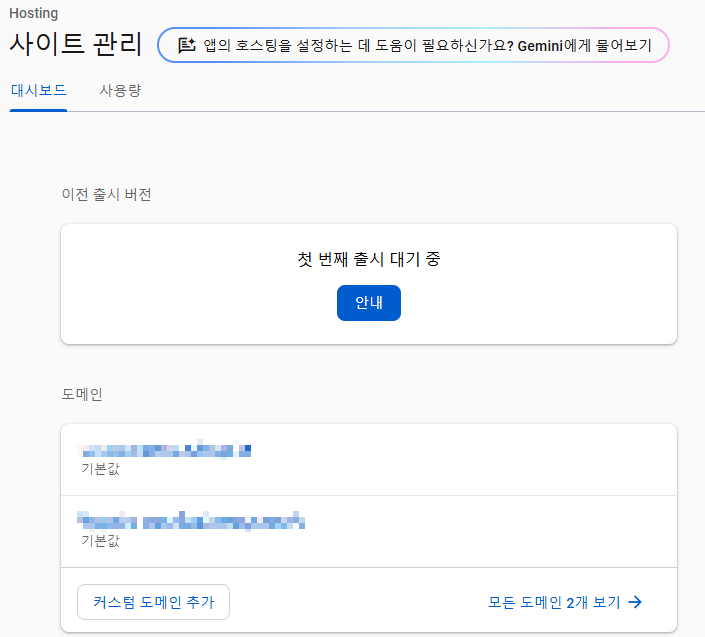 Hosting
사이트 관리
앱의 호스팅을 설정하는 데 도움이 필요하신가요? Gemini에게 물어보기
대시보드 사용량
이전 출시 버전
첫 번째 출시 대기 중
안내
도메인
기본값
기본값
커스텀 도메인 추가 모든 도메인 2개 보기